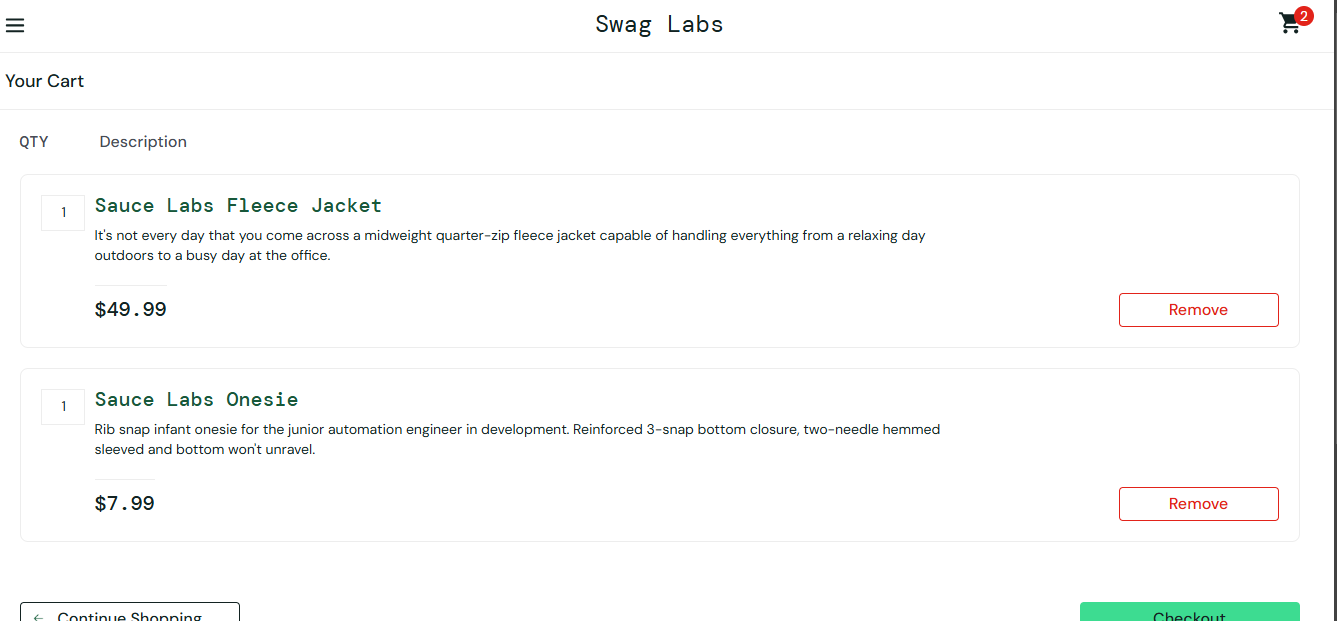 Swag Labs
2
Your Cart
QTY Description
1
Sauce Labs Fleece Jacket
It's not every day that you come across a midweight quarter-zip fleece jacket capable of handling everything from a relaxing day
outdoors to a busy day at the office.
$49.99
Remove
1
Sauce Labs Onesie
Rib snap infant onesie for the junior automation engineer in development. Reinforced 3-snap bottom closure, two-needle hemmed
sleeved and bottom won't unravel.
$7.99
Remove
Continue Shopping
Checkout